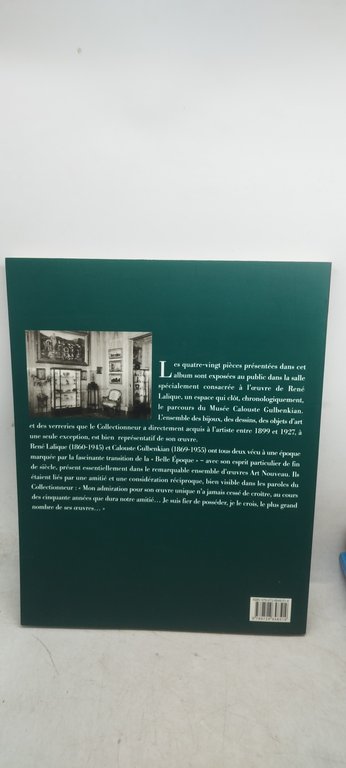 Les quatre-vingt pièces présentées dans cet
album sont exposées au public dans la salle
spécialement consacrée à l'œuvre de René
Lalique, un espace qui clôt, chronologiquement,
le parcours du Musée Calouste Gulbenkian.
L'ensemble des bijoux, des dessins, des objets d'art
et des verreries que le Collectionneur a directement acquis à l'artiste entre 1899 et 1927, à
une seule exception, est bien représentatif de son œuvre.
René Lalique (1860-1945) et Calouste Gulbenkian (1869-1955) ont tous deux vécu à une époque
marquée par la fascinante transition de la « Belle Époque » – avec son esprit particulier de fin
de siècle, présent essentiellement dans le remarquable ensemble d'œuvres Art Nouveau. Ils
étaient liés par une amitié et une considération réciproque, bien visible dans les paroles du
Collectionneur : « Mon admiration pour son œuvre unique n'a jamais cessé de croître, au cours
des cinquante années que dura notre amitié… Je suis fier de posséder, je le crois, le plus grand
nombre de ses œuvres… »